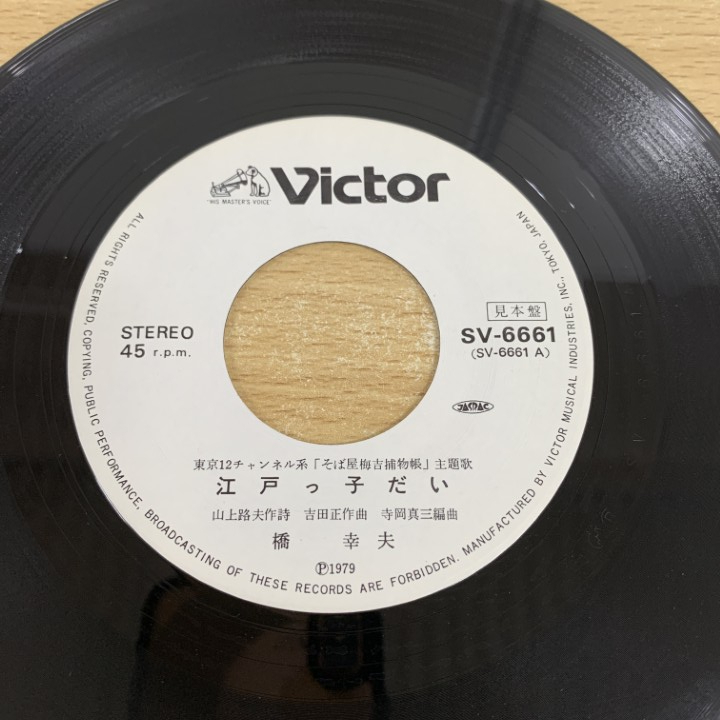 Victor
"HIS MASTER'S VOICE"
見本盤
STEREO
45 r.p.m.
SV-6661
(SV-6661 A)
JASRAC
東京12チャンネル系「そば屋梅吉捕物帳」主題歌
江戸っ子だい
山上路夫作詩 吉田正作曲 寺岡真三編曲
橋 幸夫
Ⓟ1979
ALL RIGHTS RESERVED, COPYING, PUBLIC PERFORMANCE, BROADCASTING OF THESE RECORDS ARE FORBIDDEN. MANUFACTURED BY VICTOR MUSICAL INDUSTRIES, INC., TOKYO, JAPAN